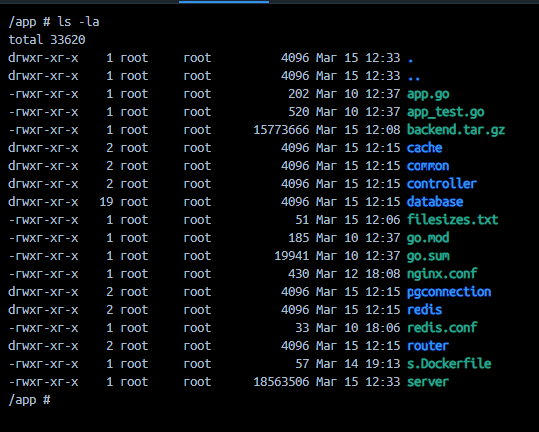 /app # ls -la
total 33620
drwxr-xr-x    1 root     root          4096 Mar 15 12:33 .
drwxr-xr-x    1 root     root          4096 Mar 15 12:33 ..
-rwxr-xr-x    1 root     root           202 Mar 10 12:37 app.go
-rwxr-xr-x    1 root     root           520 Mar 10 12:37 app_test.go
-rwxr-xr-x    1 root     root      15773666 Mar 15 12:08 backend.tar.gz
drwxr-xr-x    2 root     root          4096 Mar 15 12:15 cache
drwxr-xr-x    2 root     root          4096 Mar 15 12:15 common
drwxr-xr-x    2 root     root          4096 Mar 15 12:15 controller
drwxr-xr-x   19 root     root          4096 Mar 15 12:15 database
-rwxr-xr-x    1 root     root            51 Mar 15 12:06 filesizes.txt
-rwxr-xr-x    1 root     root           185 Mar 10 12:37 go.mod
-rwxr-xr-x    1 root     root         19941 Mar 10 12:37 go.sum
-rwxr-xr-x    1 root     root           430 Mar 12 18:08 nginx.conf
drwxr-xr-x    2 root     root          4096 Mar 15 12:15 pgconnection
drwxr-xr-x    2 root     root          4096 Mar 15 12:15 redis
-rwxr-xr-x    1 root     root            33 Mar 10 18:06 redis.conf
drwxr-xr-x    2 root     root          4096 Mar 15 12:15 router
-rwxr-xr-x    1 root     root            57 Mar 14 19:13 s.Dockerfile
-rwxr-xr-x    1 root     root      18563506 Mar 15 12:33 server
/app #